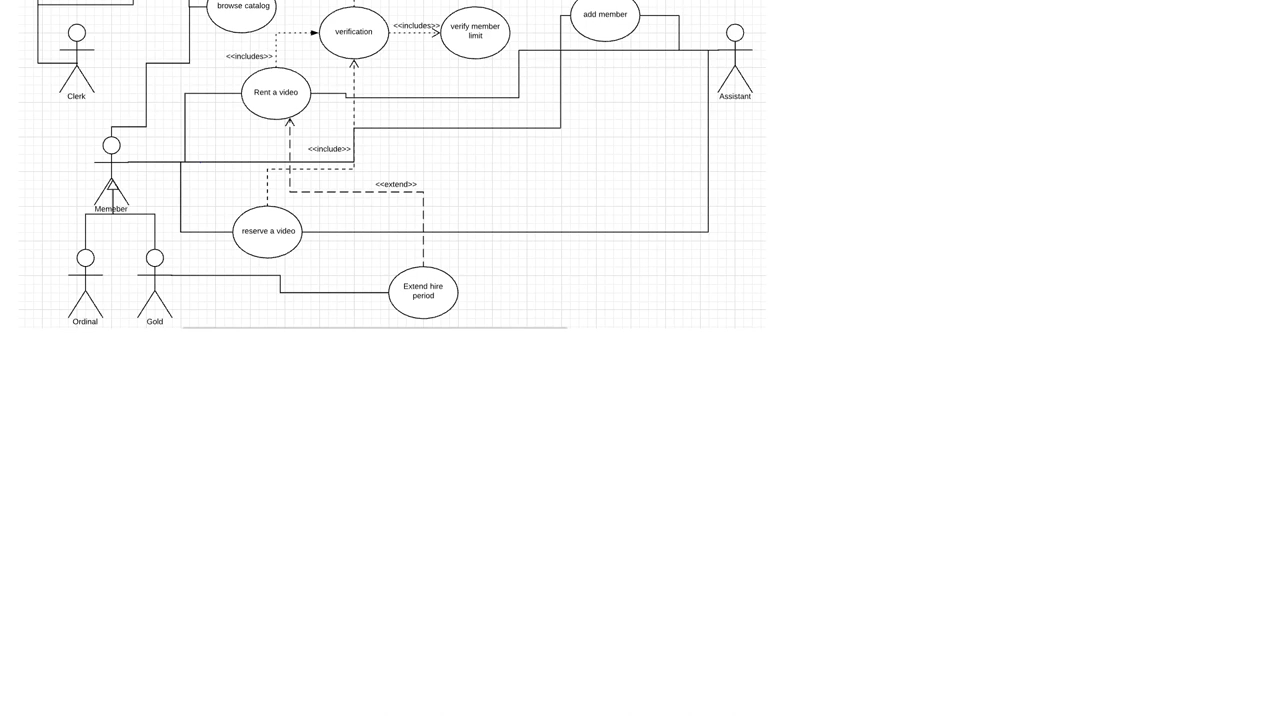 browse catalog
add member
<<includes>>
verification
verify member
limit
<<includes>>
Rent a video
Clerk
Assistant
<<include>>
<<extend>>
Memeber
reserve a video
Extend hire
period
Ordinal
Gold